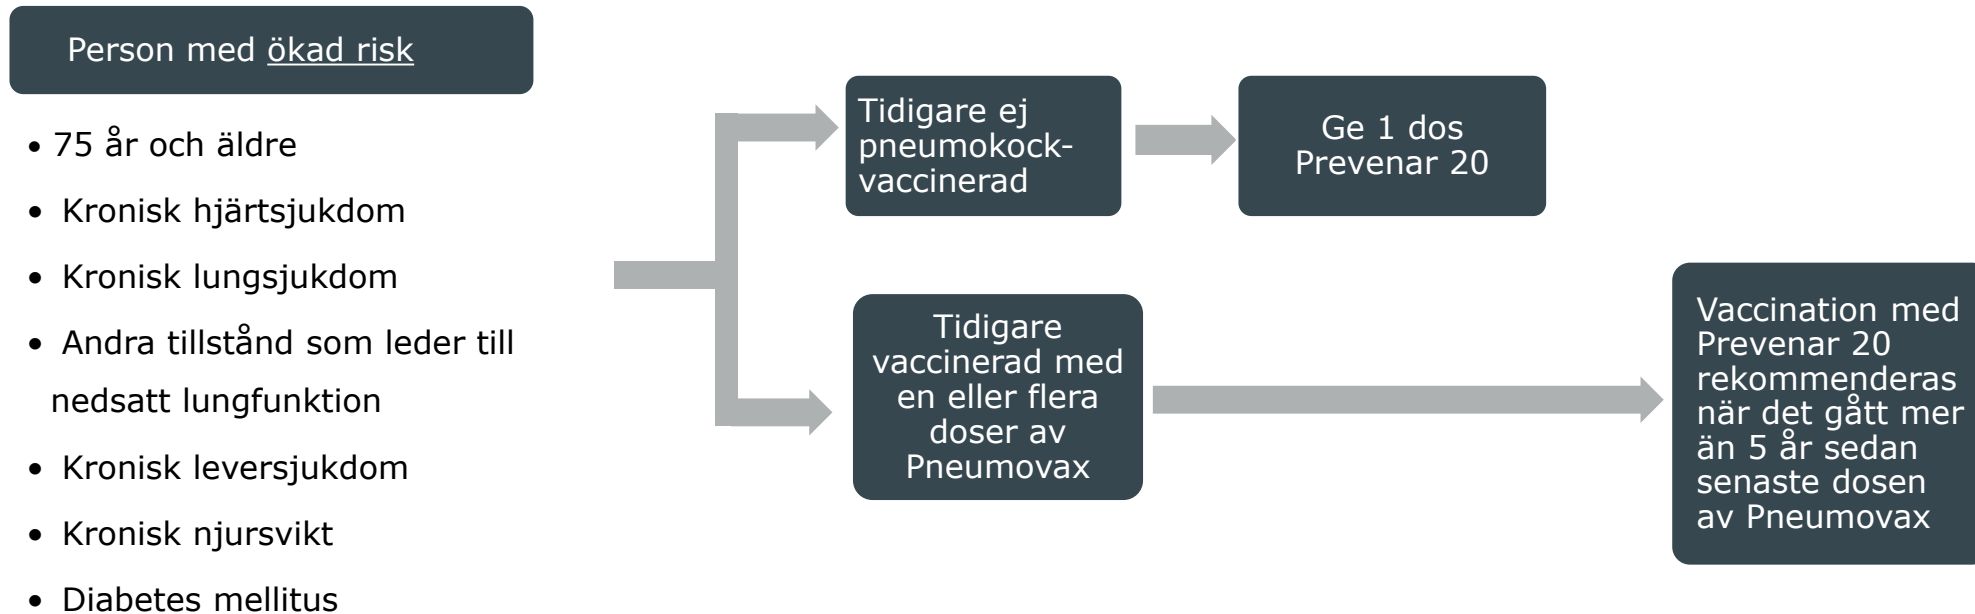 Person med ökad risk
• 75 år och äldre
• Kronisk hjärtsjukdom
• Kronisk lungsjukdom
• Andra tillstånd som leder till
nedsatt lungfunktion
• Kronisk leversjukdom
• Kronisk njursvikt
• Diabetes mellitus
Tidigare ej
pneumokock-
vaccinerad
Ge 1 dos
Prevenar 20
Tidigare
vaccinerad med
en eller flera
doser av
Pneumovax
Vaccination med
Prevenar 20
rekommenderas
när det gått mer
än 5 år sedan
senaste dosen
av Pneumovax